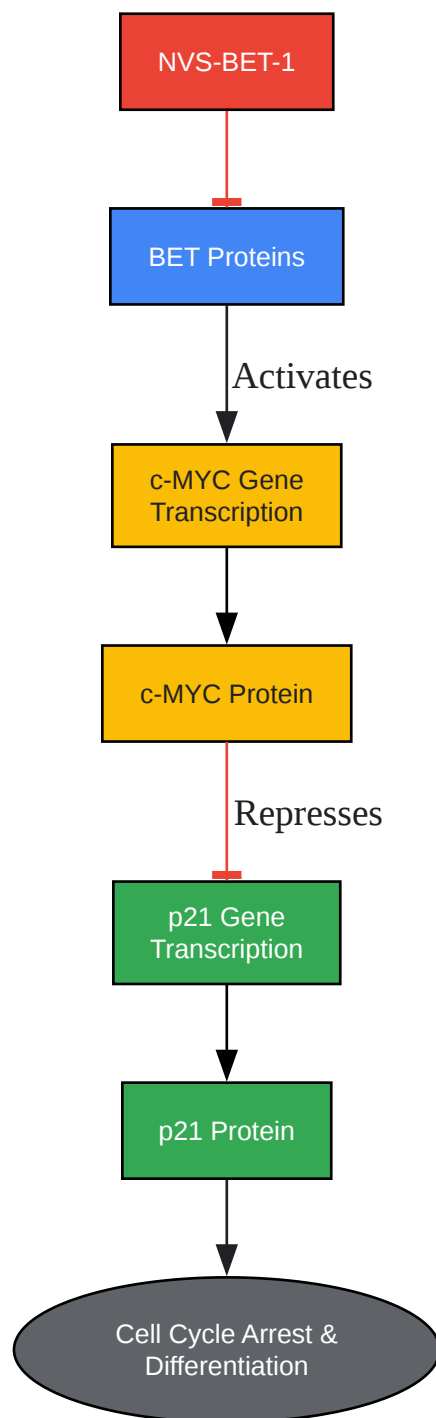 NVS-BET-1
BET Proteins
Activates
c-MYC Gene
Transcription
c-MYC Protein
Represses
p21 Gene
Transcription
p21 Protein
Cell Cycle Arrest &
Differentiation